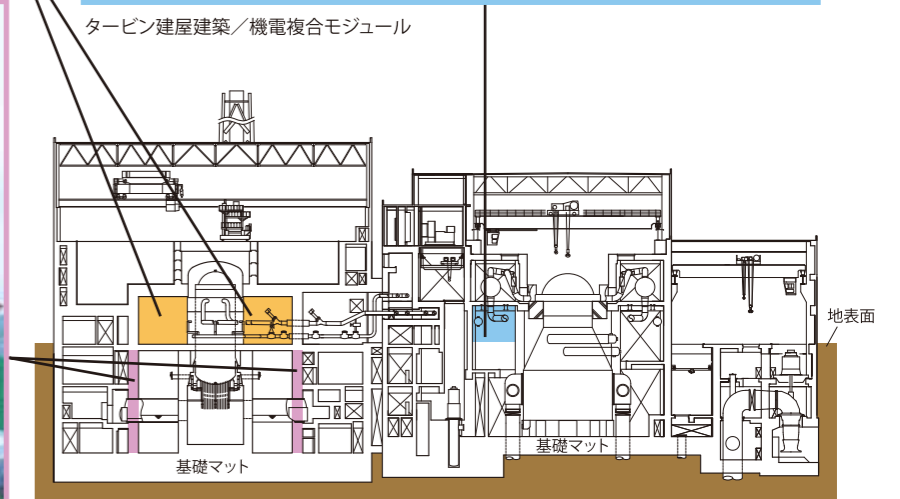 タービン建屋建築／機電複合モジュール
地表面
基礎マット
基礎マット